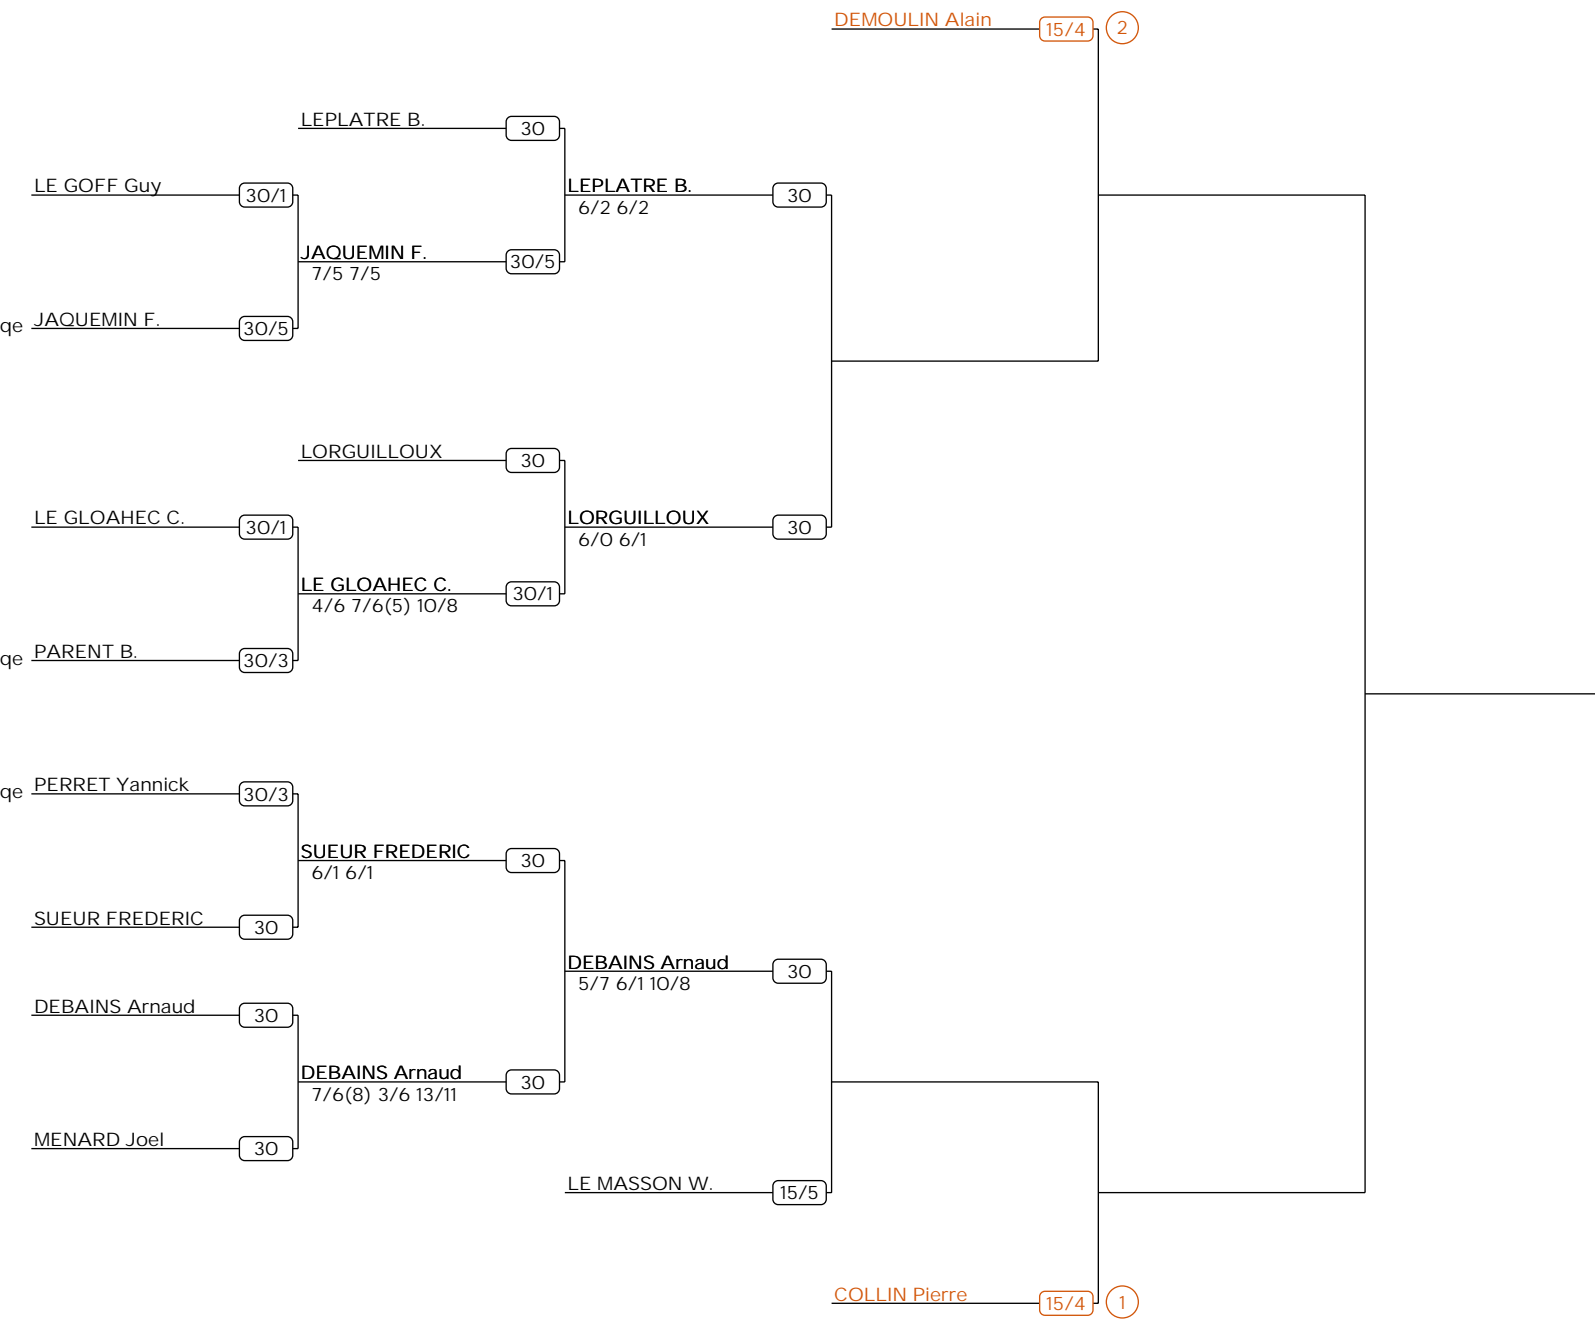 DEMOULIN Alain 15/4 2
LEPLATRE B. 30
LE GOFF Guy 30/1
LEPLATRE B. 30
6/2 6/2
JAQUEMIN F. 30/5
7/5 7/5
qe JAQUEMIN F. 30/5
LORGUILLOUX 30
LE GLOAHEC C. 30/1
LORGUILLOUX 30
6/0 6/1
LE GLOAHEC C. 30/1
4/6 7/6(5) 10/8
qe PARENT B. 30/3
qe PERRET Yannick 30/3
SUEUR FREDERIC 30
6/1 6/1
SUEUR FREDERIC 30
DEBAINS Arnaud 30
5/7 6/1 10/8
DEBAINS Arnaud 30
DEBAINS Arnaud 30
7/6(8) 3/6 13/11
MENARD Joel 30
LE MASSON W. 15/5
COLLIN Pierre 15/4 1